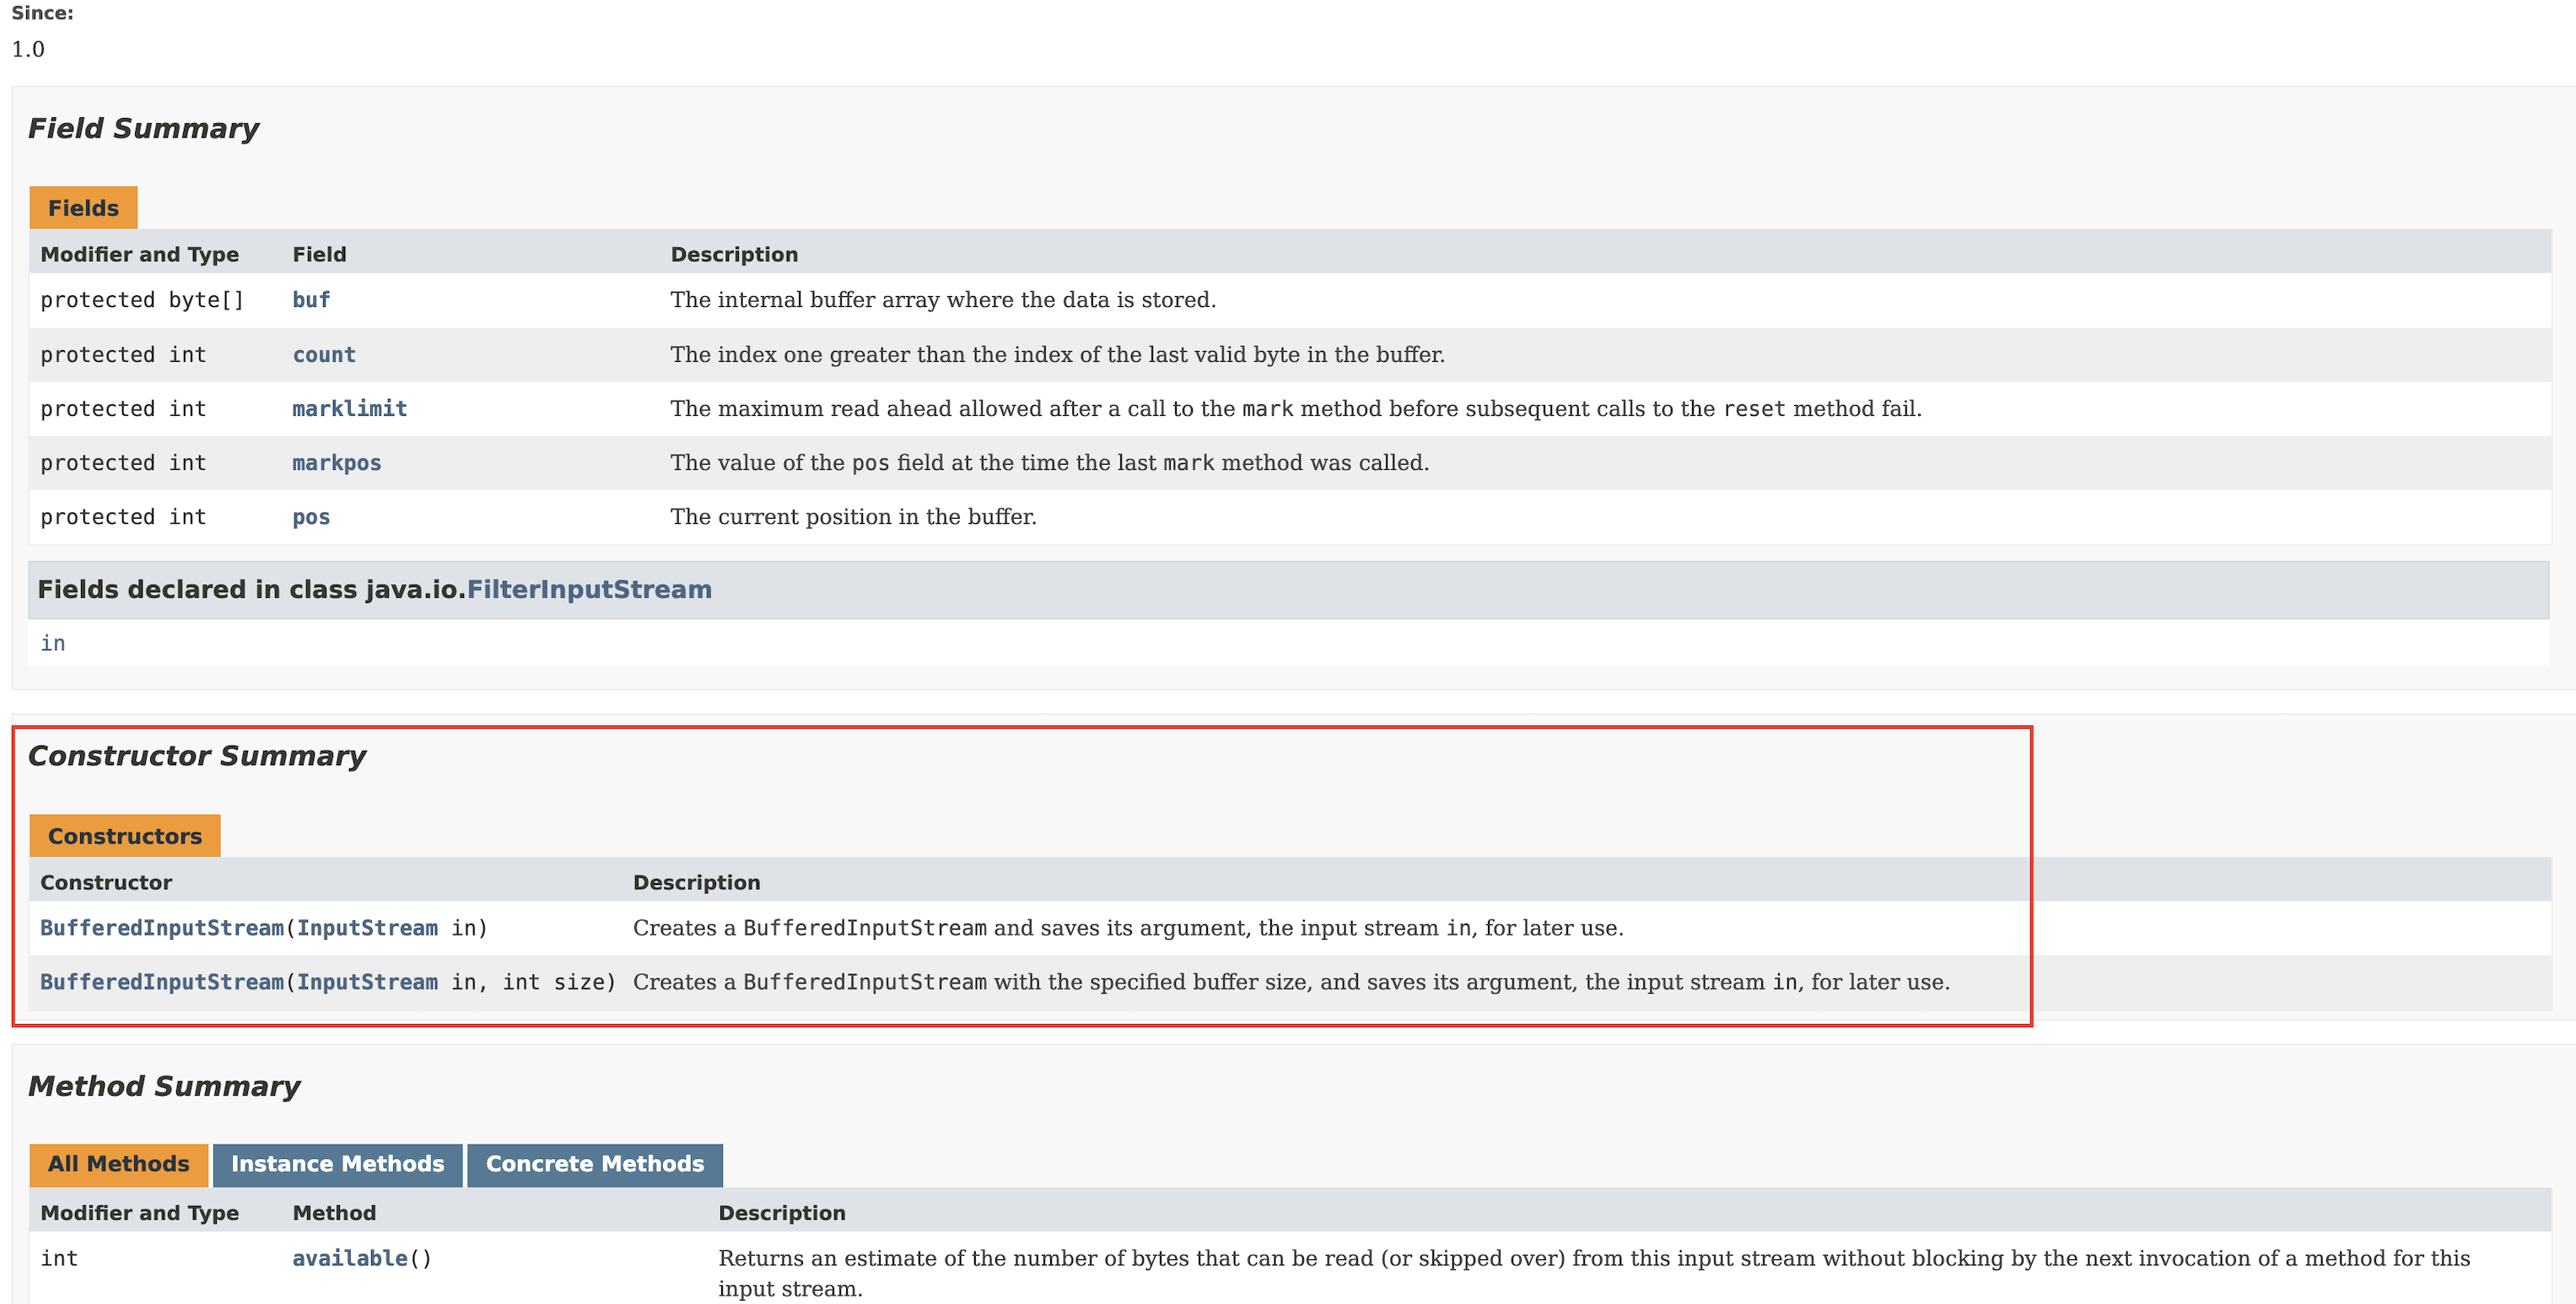 Since:
1.0
Field Summary
Fields
Modifier and Type Field Description
protected byte[] buf The internal buffer array where the data is stored.
protected int count The index one greater than the index of the last valid byte in the buffer.
protected int marklimit The maximum read ahead allowed after a call to the mark method before subsequent calls to the reset method fail.
protected int markpos The value of the pos field at the time the last mark method was called.
protected int pos The current position in the buffer.
Fields declared in class java.io.FilterInputStream
in
Constructor Summary
Constructors
Constructor Description
BufferedInputStream(InputStream in) Creates a BufferedInputStream and saves its argument, the input stream in, for later use.
BufferedInputStream(InputStream in, int size) Creates a BufferedInputStream with the specified buffer size, and saves its argument, the input stream in, for later use.
Method Summary
All Methods Instance Methods Concrete Methods
Modifier and Type Method Description
int available() Returns an estimate of the number of bytes that can be read (or skipped over) from this input stream without blocking by the next invocation of a method for this
input stream.